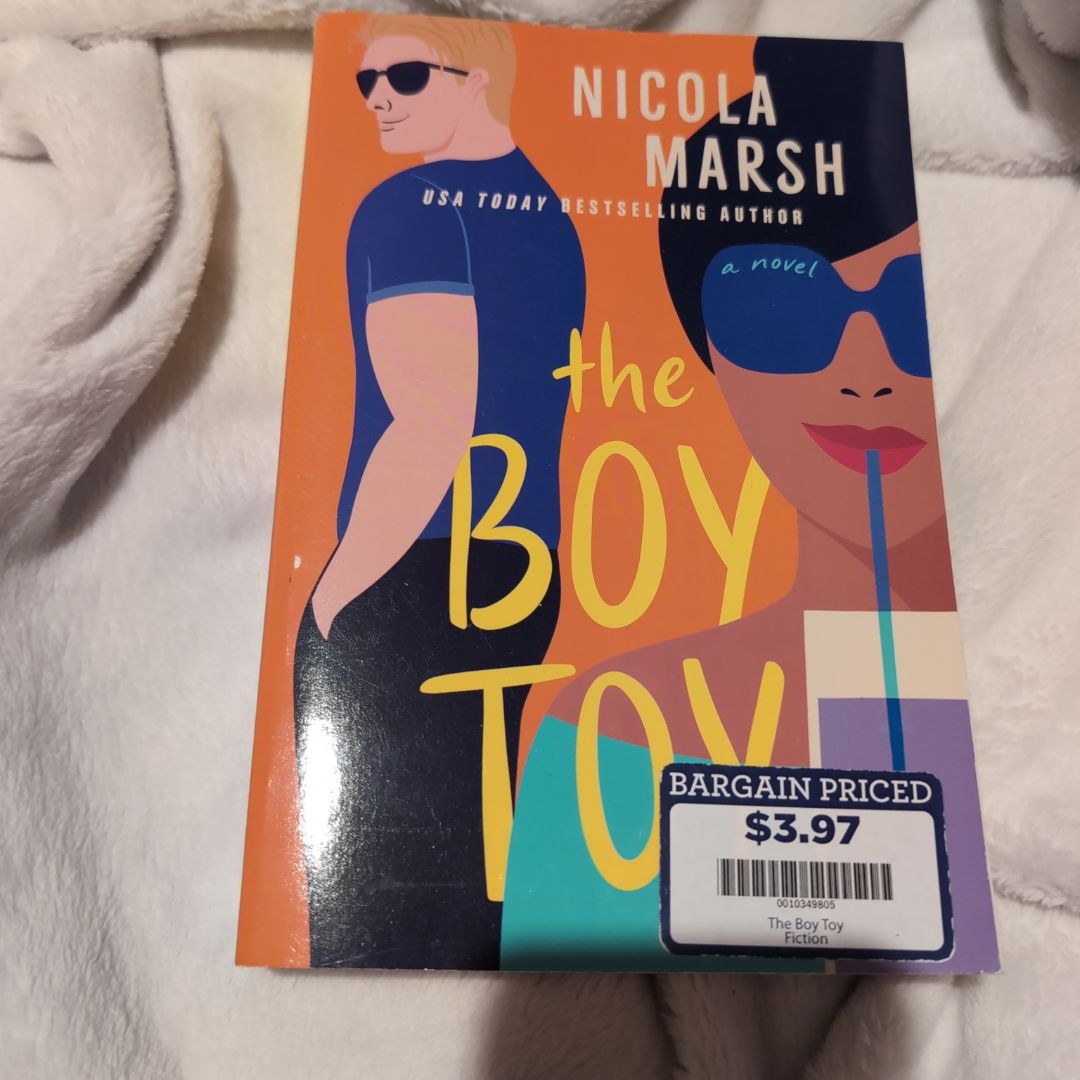 NICOLA
MARSH
USA TODAY BESTSELLING AUTHOR
a novel
the
BOY
TOY
BARGAIN PRICED
$3.97
0010349805
The Boy Toy
Fiction